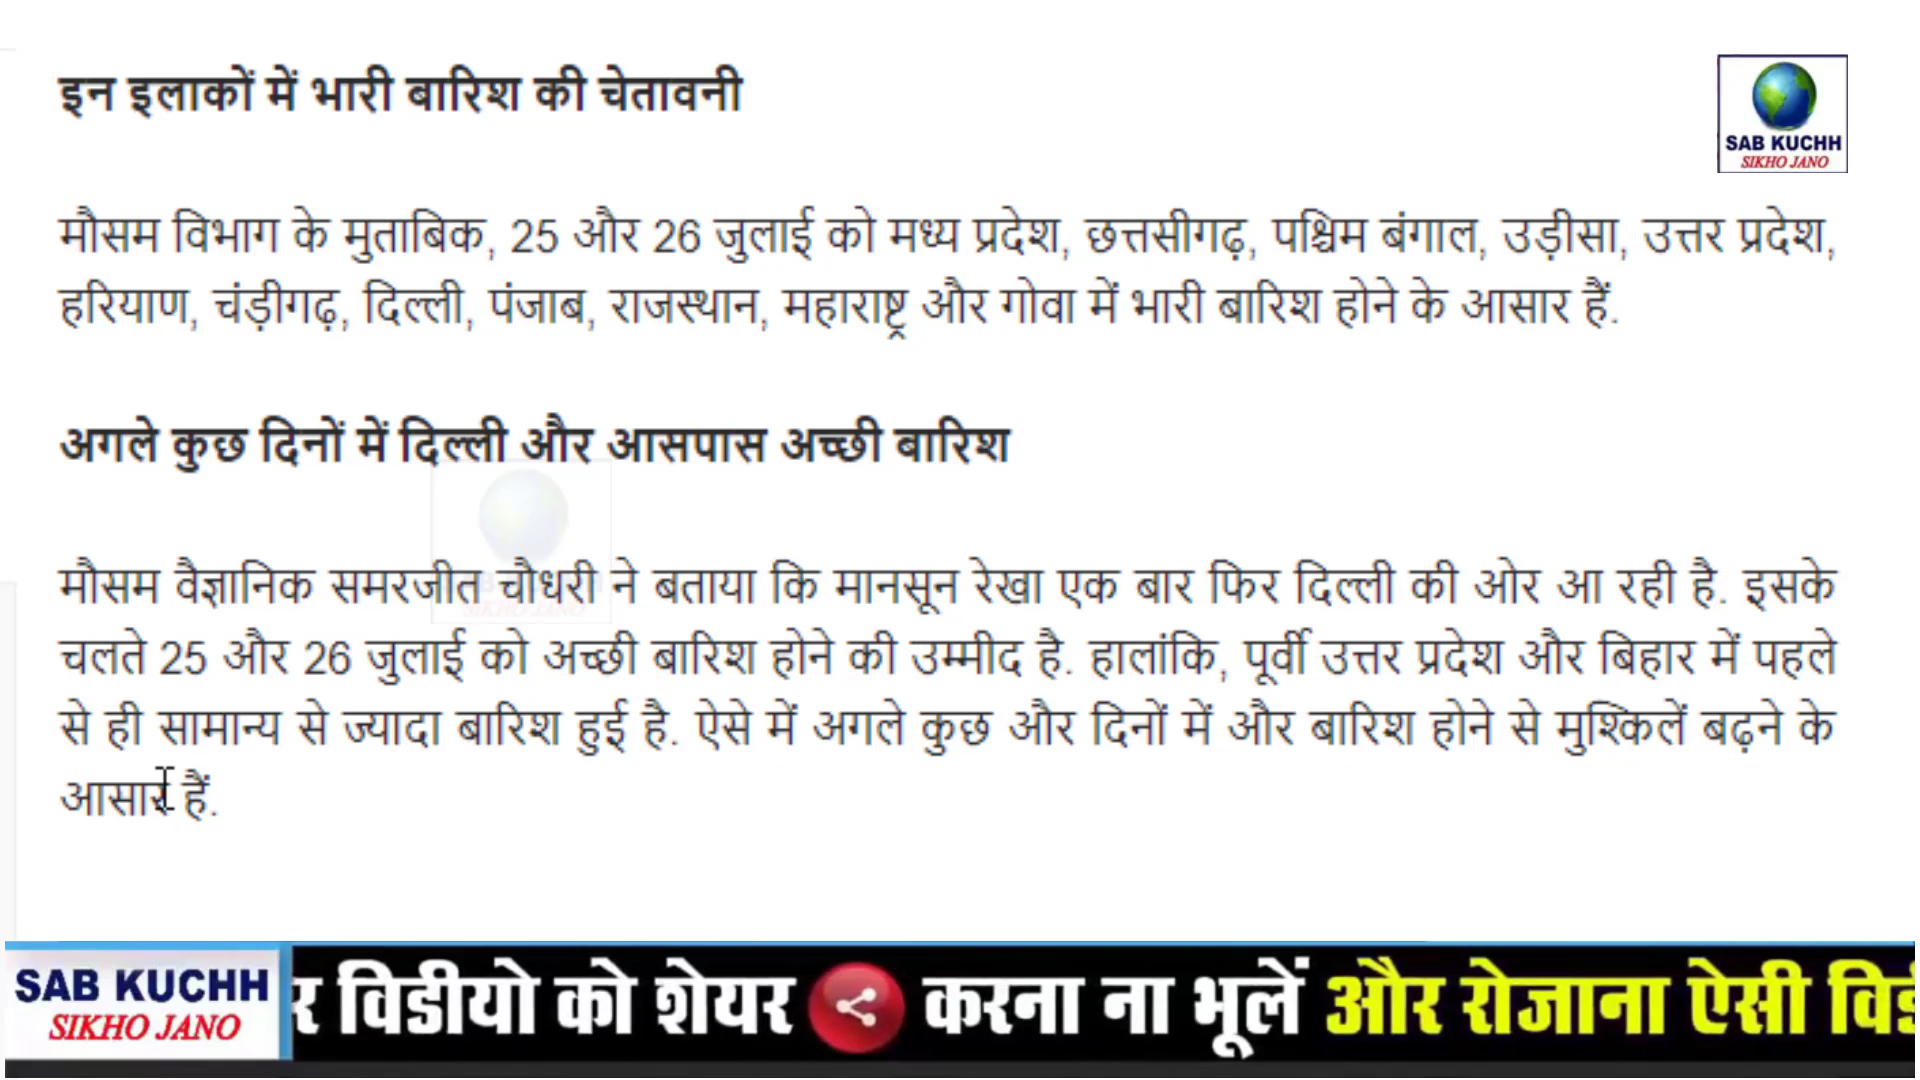 इन इलाकों में भारी बारिश की चेतावनी
SAB KUCHH
SIKHO JANO
मौसम विभाग के मुताबिक, 25 और 26 जुलाई को मध्य प्रदेश, छत्तसीगढ़, पश्चिम बंगाल, उड़ीसा, उत्तर प्रदेश,
हरियाण, चंड़ीगढ़, दिल्ली, पंजाब, राजस्थान, महाराष्ट्र और गोवा में भारी बारिश होने के आसार हैं.
अगले कुछ दिनों में दिल्ली और आसपास अच्छी बारिश
मौसम वैज्ञानिक समरजीत चौधरी ने बताया कि मानसून रेखा एक बार फिर दिल्ली की ओर आ रही है. इसके
चलते 25 और 26 जुलाई को अच्छी बारिश होने की उम्मीद है. हालांकि, पूर्वी उत्तर प्रदेश और बिहार में पहले
से ही सामान्य से ज्यादा बारिश हुई है. ऐसे में अगले कुछ और दिनों में और बारिश होने से मुश्किलें बढ़ने के
आसार हैं.
SAB KUCHH
SIKHO JANO
र विडीयो को शेयर करना ना भूलें और रोजाना ऐसी